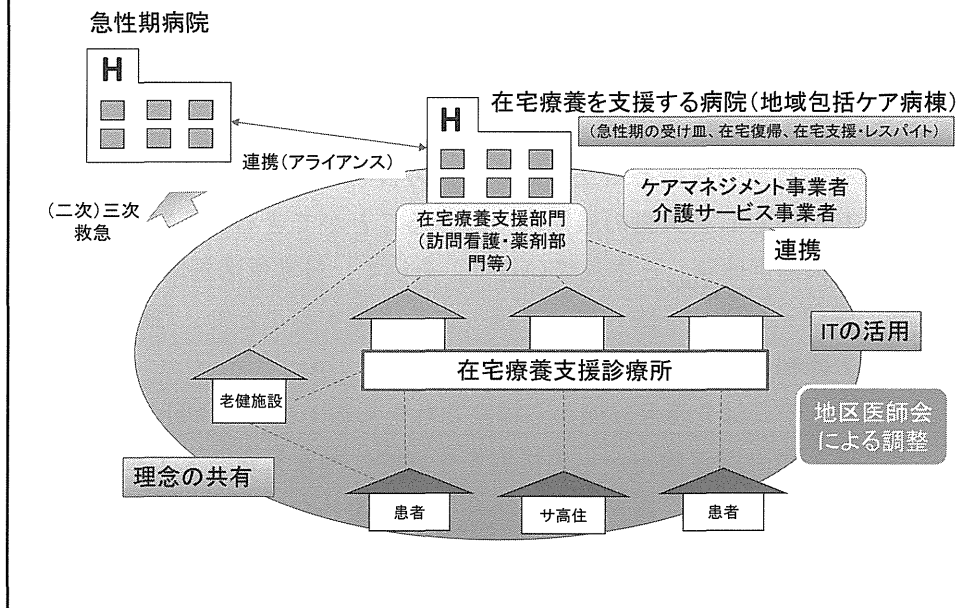 急性期病院
H
H
在宅療養を支援する病院(地域包括ケア病棟)
(急性期の受け皿、在宅復帰、在宅支援・レスパイト)
連携(アライアンス)
ケアマネジメント事業者
介護サービス事業者
連携
(二次)三次
救急
在宅療養支援部門
(訪問看護・薬剤部
門等)
ITの活用
在宅療養支援診療所
老健施設
地区医師会
による調整
理念の共有
患者
サ高住
患者